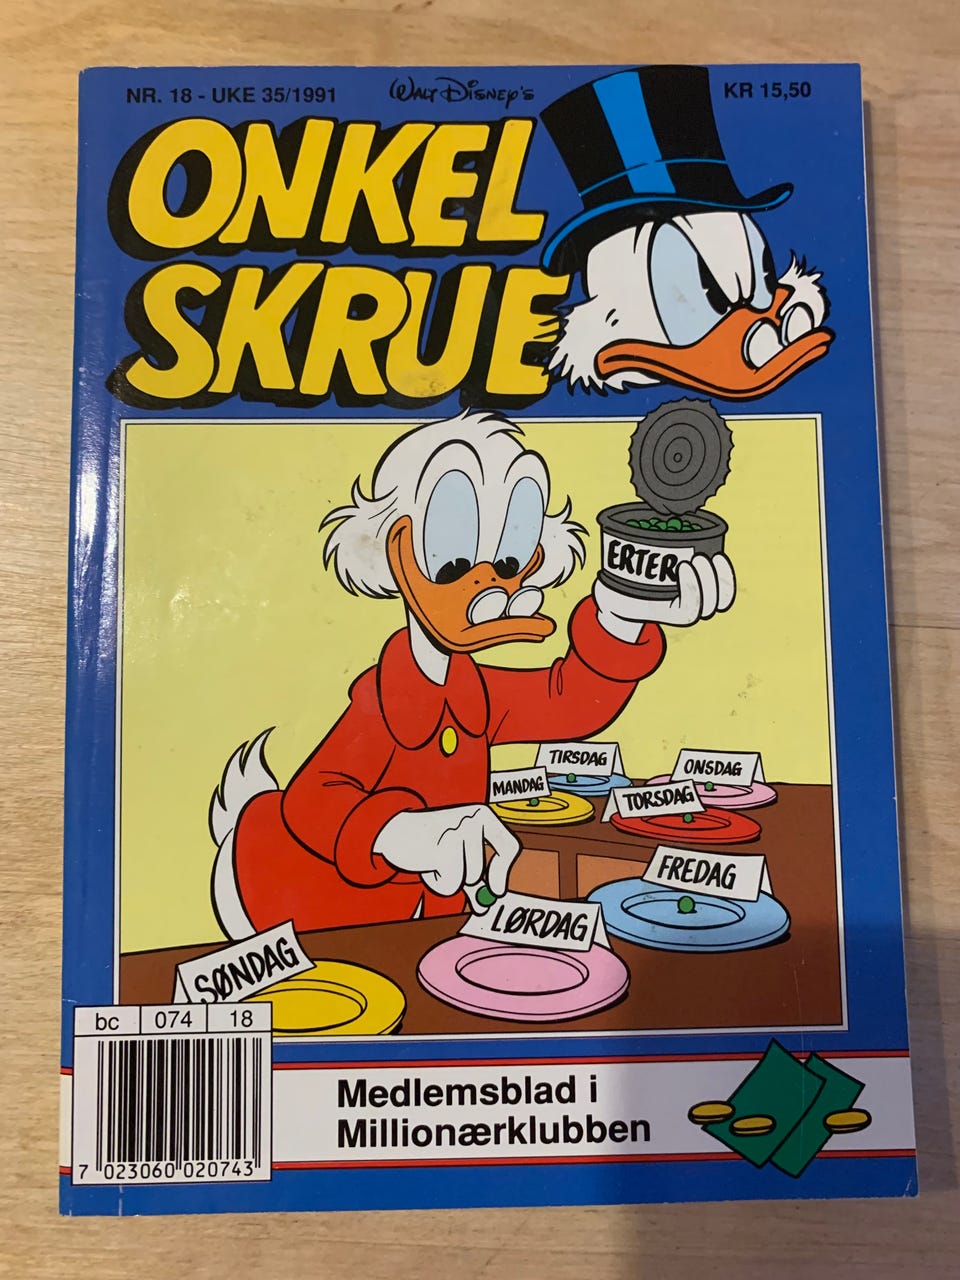 NR. 18 - UKE 35/1991
Walt Disney's
KR 15,50
ONKEL
SKRUE
ERTER
TIRSDAG
ONSDAG
MANDAG
TORSDAG
FREDAG
LØRDAG
SØNDAG
bc 074 18
7 023060 020743
Medlemsblad i
Millionærklubben